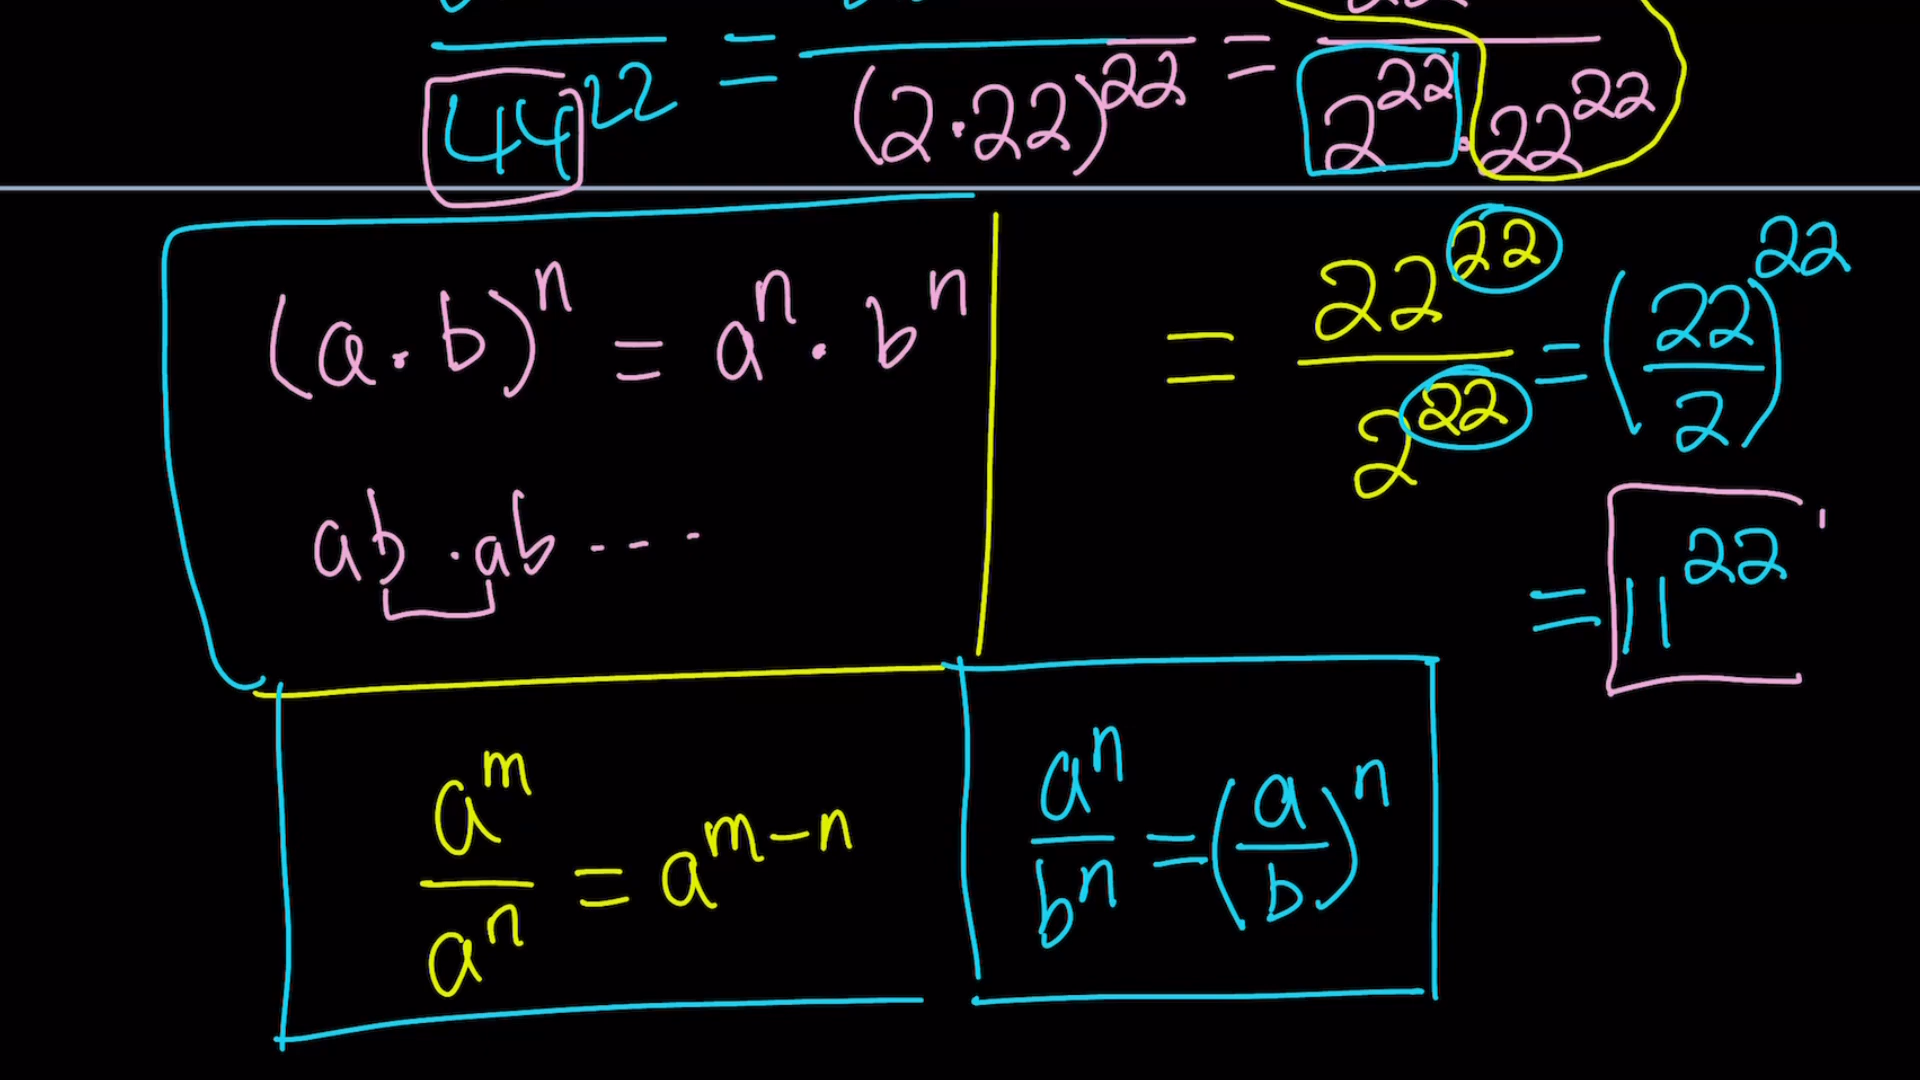 44^22 = (2·22)^22 = 2^22 · 22^22
(a·b)^n = a^n · b^n
= 22^22 / 2^22 = (22/2)^22
ab · ab ---
= 11^22
a^m / a^n = a^(m-n)
a^n / b^n = (a/b)^n